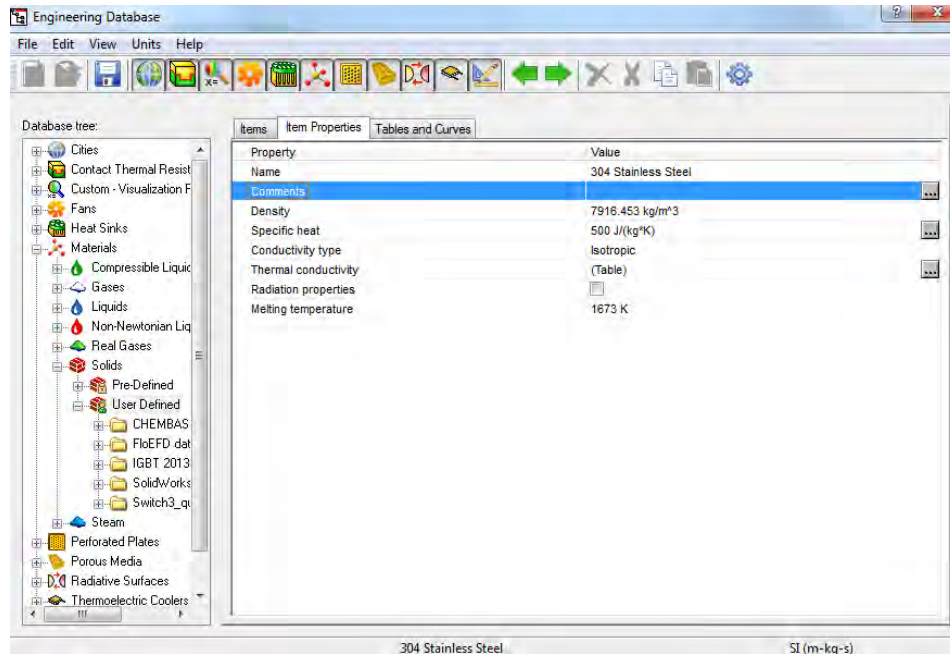 Engineering Database
File Edit View Units Help
Database tree:
Cities
Contact Thermal Resist
Custom - Visualization F
Fans
Heat Sinks
Materials
Compressible Liquid
Gases
Liquids
Non-Newtonian Liq
Real Gases
Solids
Pre-Defined
User Defined
CHEMBAS
FloEFD dat
IGBT 2013
SolidWorks
Switch3_qu
Steam
Perforated Plates
Porous Media
Radiative Surfaces
Thermoelectric Coolers
Items Item Properties Tables and Curves
Property Value
Name 304 Stainless Steel
Comments ...
Density 7916.453 kg/m^3
Specific heat 500 J/(kg*K) ...
Conductivity type Isotropic
Thermal conductivity (Table) ...
Radiation properties
Melting temperature 1673 K
304 Stainless Steel SI (m-kg-s)